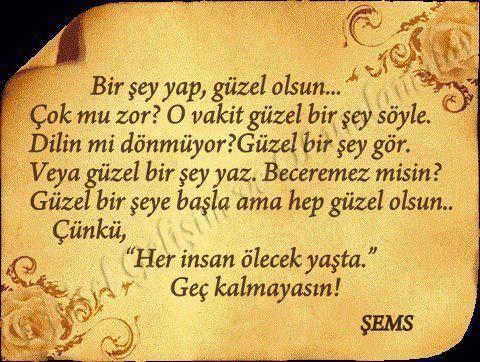 Bir şey yap, güzel olsun...
Çok mu zor? O vakit güzel bir şey söyle.
Dilin mi dönmüyor?Güzel bir şey gör.
Veya güzel bir şey yaz. Beceremez misin?
Güzel bir şeye başla ama hep güzel olsun..
Çünkü,
“Her insan ölecek yaşta.”
Geç kalmayasın!
ŞEMS